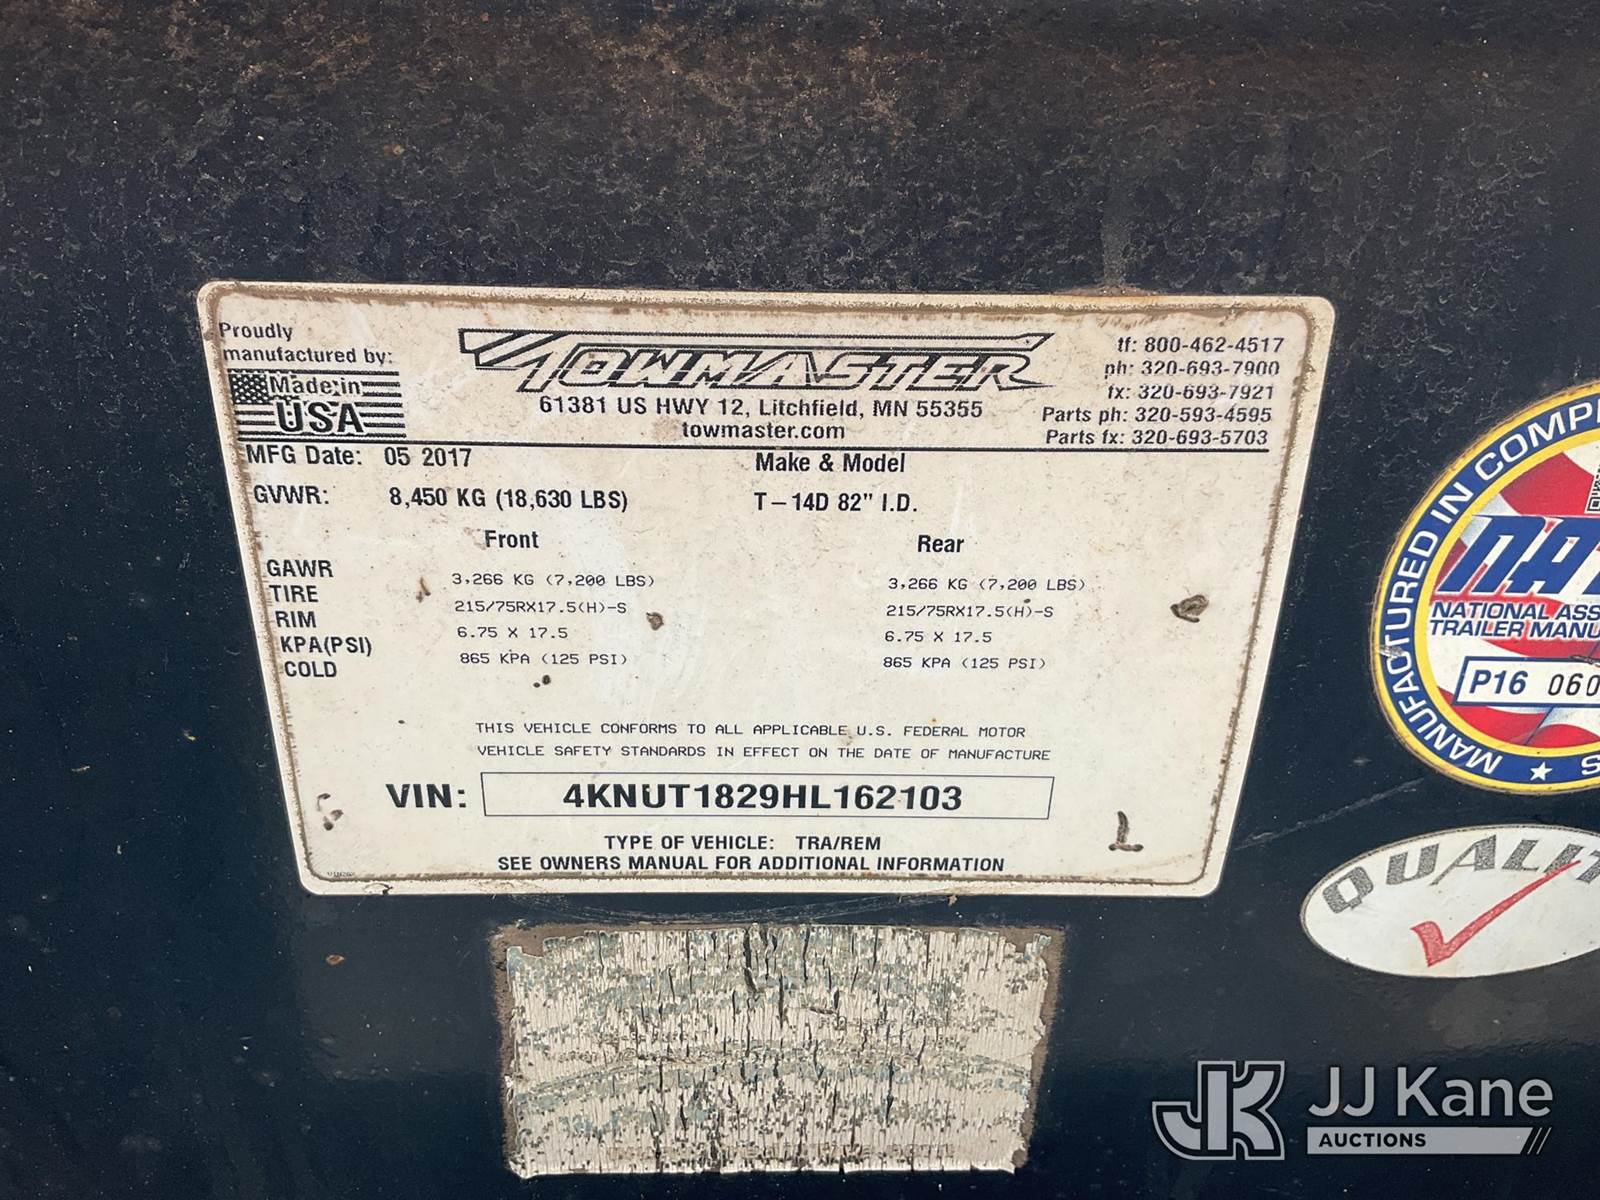 Proudly
manufactured by:
Made in
USA
TOWMASTER
61381 US HWY 12, Litchfield, MN 55355
towmaster.com
tf: 800-462-4517
ph: 320-693-7900
fx: 320-693-7921
Parts ph: 320-593-4595
Parts fx: 320-693-5703
MFG Date: 05 2017
Make & Model
GVWR: 8,450 KG (18,630 LBS)
T-14D 82" I.D.
Front Rear
GAWR 3,266 KG (7,200 LBS) 3,266 KG (7,200 LBS)
TIRE 215/75RX17.5(H)-S 215/75RX17.5(H)-S
RIM 6.75 X 17.5 6.75 X 17.5
KPA(PSI) 865 KPA (125 PSI) 865 KPA (125 PSI)
COLD
THIS VEHICLE CONFORMS TO ALL APPLICABLE U.S. FEDERAL MOTOR
VEHICLE SAFETY STANDARDS IN EFFECT ON THE DATE OF MANUFACTURE
VIN: 4KNUT1829HL162103
TYPE OF VEHICLE: TRA/REM
SEE OWNERS MANUAL FOR ADDITIONAL INFORMATION
L
MANUFACTURED IN COMPL
NAT
NATIONAL ASS
TRAILER MANU
P16 060
QUALIT
JK JJ Kane
AUCTIONS